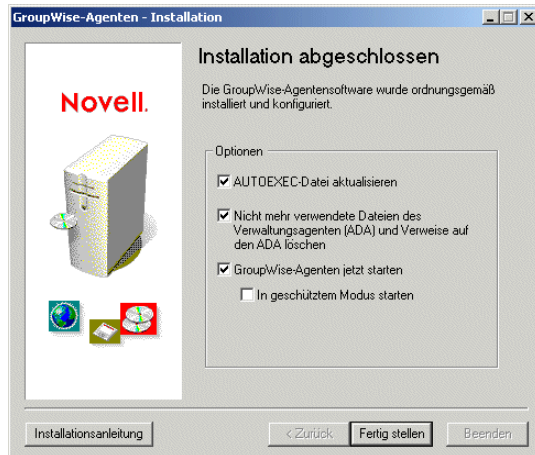 GroupWise-Agenten - Installation
Novell.
Installation abgeschlossen
Die GroupWise-Agentensoftware wurde ordnungsgemäß
installiert und konfiguriert.
Optionen
AUTOEXEC-Datei aktualisieren
Nicht mehr verwendete Dateien des
Verwaltungsagenten (ADA) und Verweise auf
den ADA löschen
GroupWise-Agenten jetzt starten
In geschütztem Modus starten
Installationsanleitung
< Zurück
Fertig stellen
Beenden